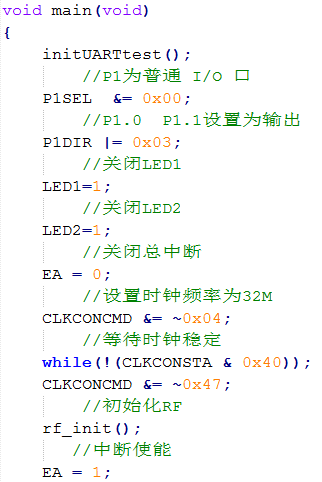 void main(void)
{
initUARTtest();
//P1为普通 I/O 口
P1SEL &= 0x00;
//P1.0 P1.1设置为输出
P1DIR |= 0x03;
//关闭LED1
LED1=1;
//关闭LED2
LED2=1;
//关闭总中断
EA = 0;
//设置时钟频率为32M
CLKCONCMD &= ~0x04;
//等待时钟稳定
while(!(CLKCONSTA & 0x40));
CLKCONCMD &= ~0x47;
//初始化RF
rf_init();
//中断使能
EA = 1;